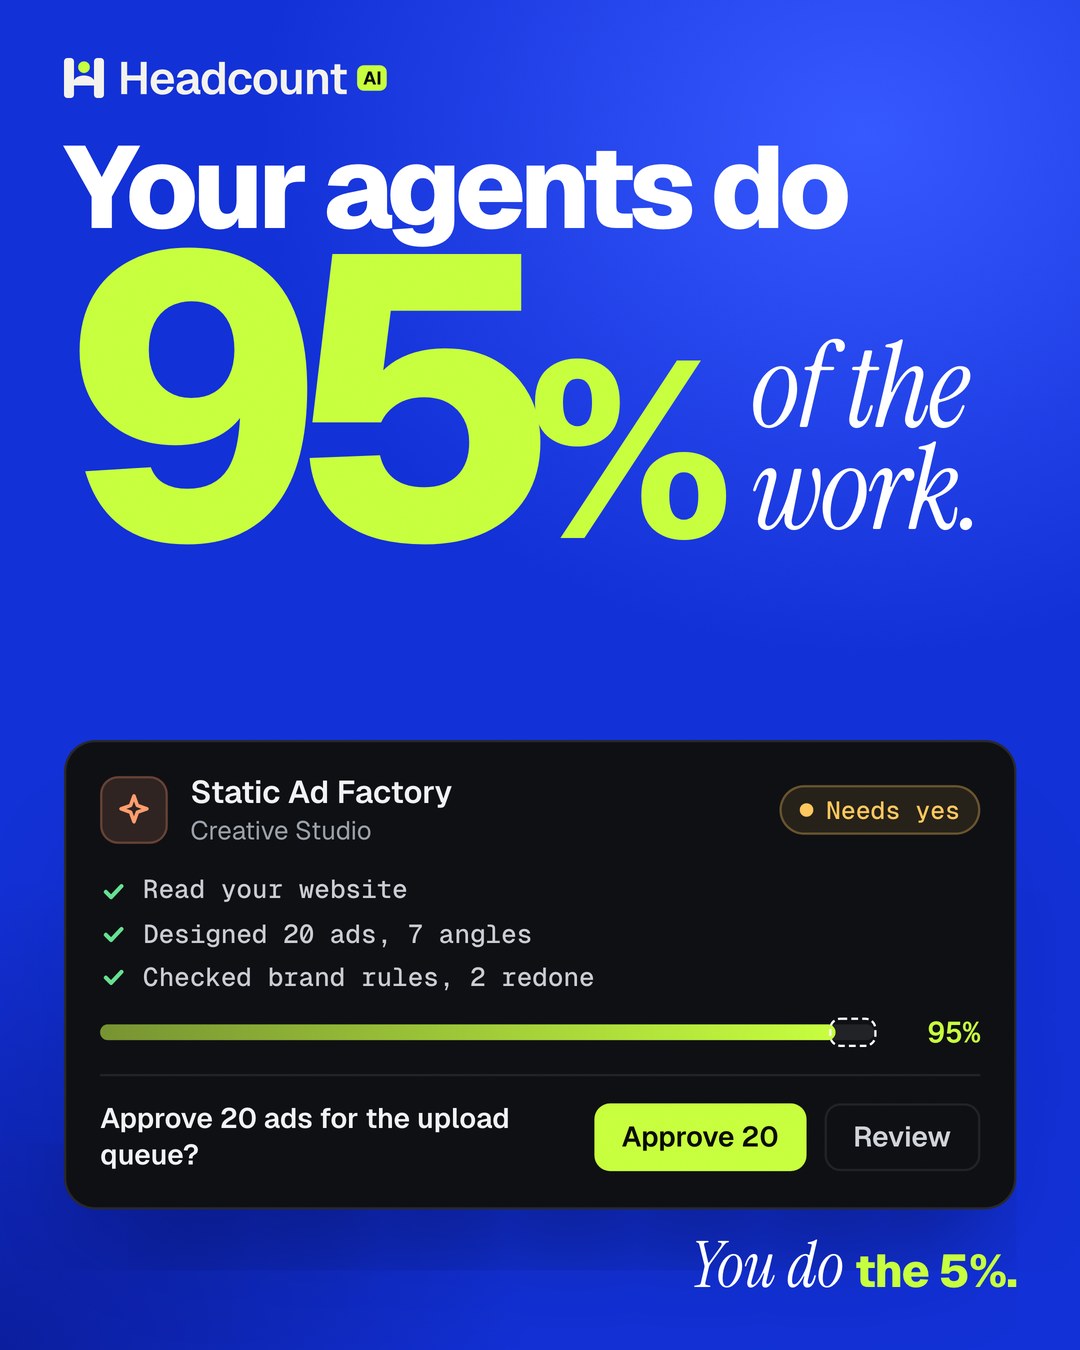 Headcount AI
Your agents do
95% of the
work.
Static Ad Factory
Creative Studio
Needs yes
Read your website
Designed 20 ads, 7 angles
Checked brand rules, 2 redone
95%
Approve 20 ads for the upload
queue?
Approve 20
Review
You do the 5%.